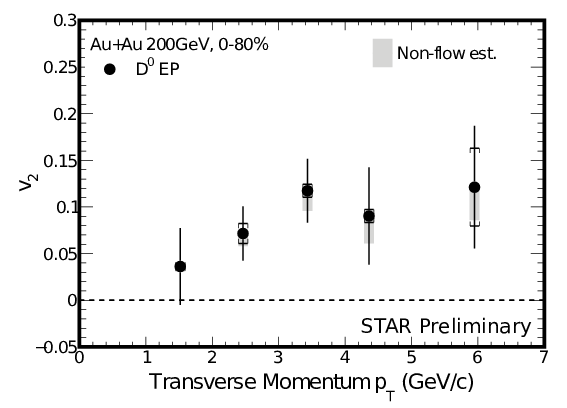 0.3
Au+Au 200GeV, 0-80%
D0 EP
Non-flow est.
0.25
0.2
0.15
0.1
0.05
0
−0.05
v2
STAR Preliminary
0 1 2 3 4 5 6 7
Transverse Momentum pT (GeV/c)